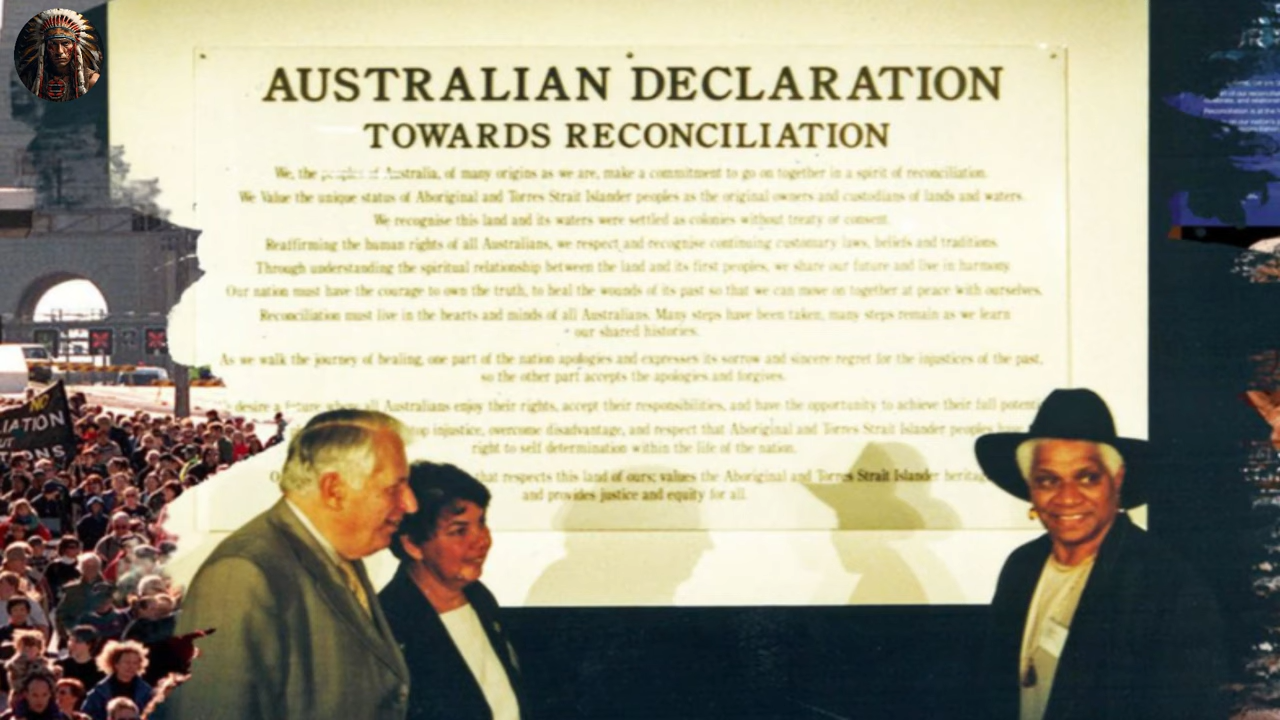 AUSTRALIAN DECLARATION
TOWARDS RECONCILIATION
We, the peoples of Australia, of many origins as we are, make a commitment to go on together in a spirit of reconciliation.
We Value the unique status of Aboriginal and Torres Strait Islander peoples as the original owners and custodians of lands and waters.
We recognise this land and its waters were settled as colonies without treaty or consent.
Reaffirming the human rights of all Australians, we respect and recognise continuing customary laws, beliefs and traditions.
Through understanding the spiritual relationship between the land and its first peoples, we share our future and live in harmony.
Our nation must have the courage to own the truth, to heal the wounds of its past so that we can move on together at peace with ourselves.
Reconciliation must live in the hearts and minds of all Australians. Many steps have been taken, many steps remain as we learn
our shared histories.
As we walk the journey of healing, one part of the nation apologies and expresses its sorrow and sincere regret for the injustices of the past,
so the other part accepts the apologies and forgives.
desire a future where all Australians enjoy their rights, accept their responsibilities, and have the opportunity to achieve their full
injustice, overcome disadvantage, and respect that Aboriginal and Torres Strait Islander peoples
right to self determination within the life of the nation.
that respects this land of ours; values the Aboriginal and Torres Strait Islander
and provides justice and equity for all.
NO